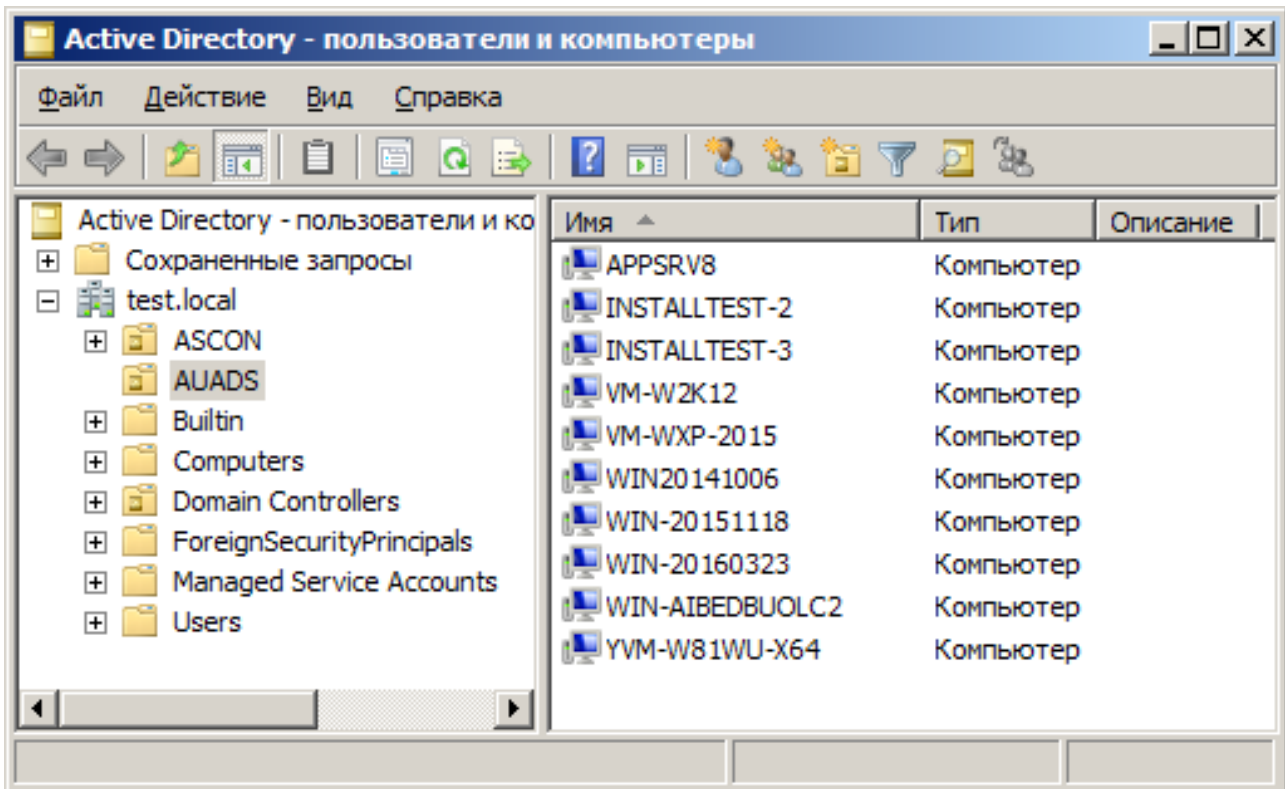 Active Directory - пользователи и компьютеры
Файл Действие Вид Справка
Active Directory - пользователи и ко
Сохраненные запросы
test.local
ASCON
AUADS
Builtin
Computers
Domain Controllers
ForeignSecurityPrincipals
Managed Service Accounts
Users
Имя Тип Описание
APPSRV8 Компьютер
INSTALLTEST-2 Компьютер
INSTALLTEST-3 Компьютер
VM-W2K12 Компьютер
VM-WXP-2015 Компьютер
WIN20141006 Компьютер
WIN-20151118 Компьютер
WIN-20160323 Компьютер
WIN-AIBEDBUOLC2 Компьютер
YVM-W81WU-X64 Компьютер